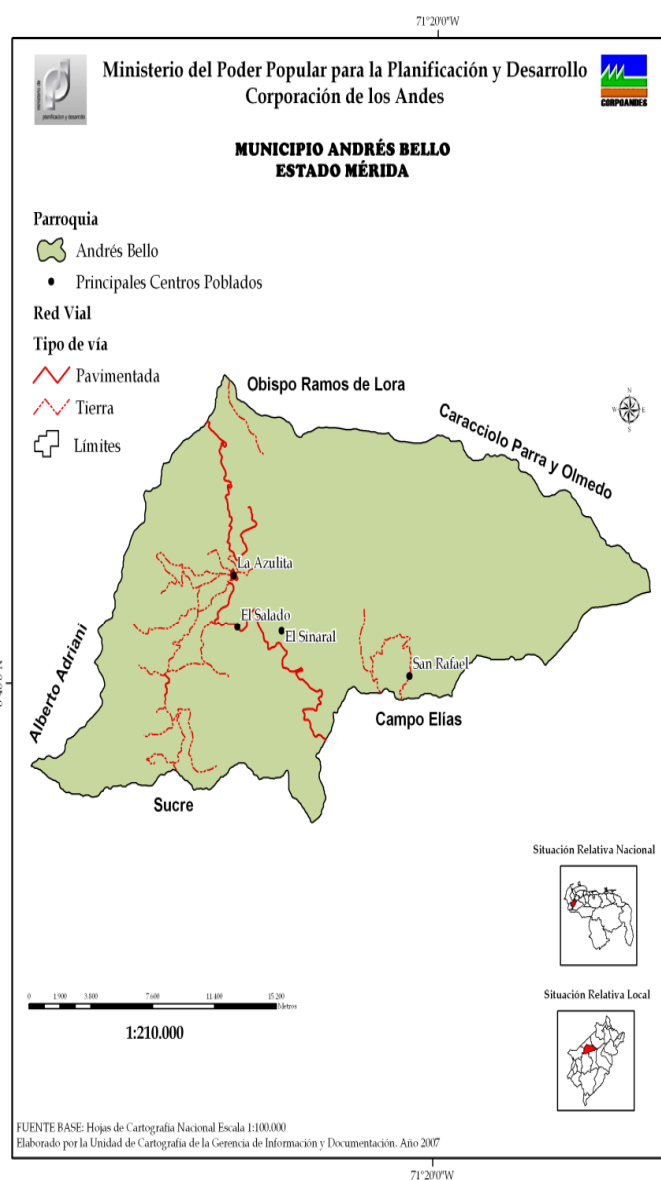 71°20'0"W
Ministerio del Poder Popular para la Planificación y Desarrollo
Corporación de los Andes
ministerio de
planificacion y desarrollo
CORPOANDES
MUNICIPIO ANDRÉS BELLO
ESTADO MÉRIDA
Parroquia
Andrés Bello
Principales Centros Poblados
Red Vial
Tipo de vía
Pavimentada
Tierra
Límites
Obispo Ramos de Lora
Caracciolo Parra y Olmedo
N
W E
S
La Azulita
El Salado
El Sinaral
San Rafael
Alberto Adriani
Campo Elías
Sucre
Situación Relativa Nacional
Situación Relativa Local
0 1.900 3.800 7.600 11.400 15.200
Metros
1:210.000
FUENTE BASE: Hojas de Cartografía Nacional Escala 1:100.000
Elaborado por la Unidad de Cartografía de la Gerencia de Información y Documentación. Año 2007
71°20'0"W